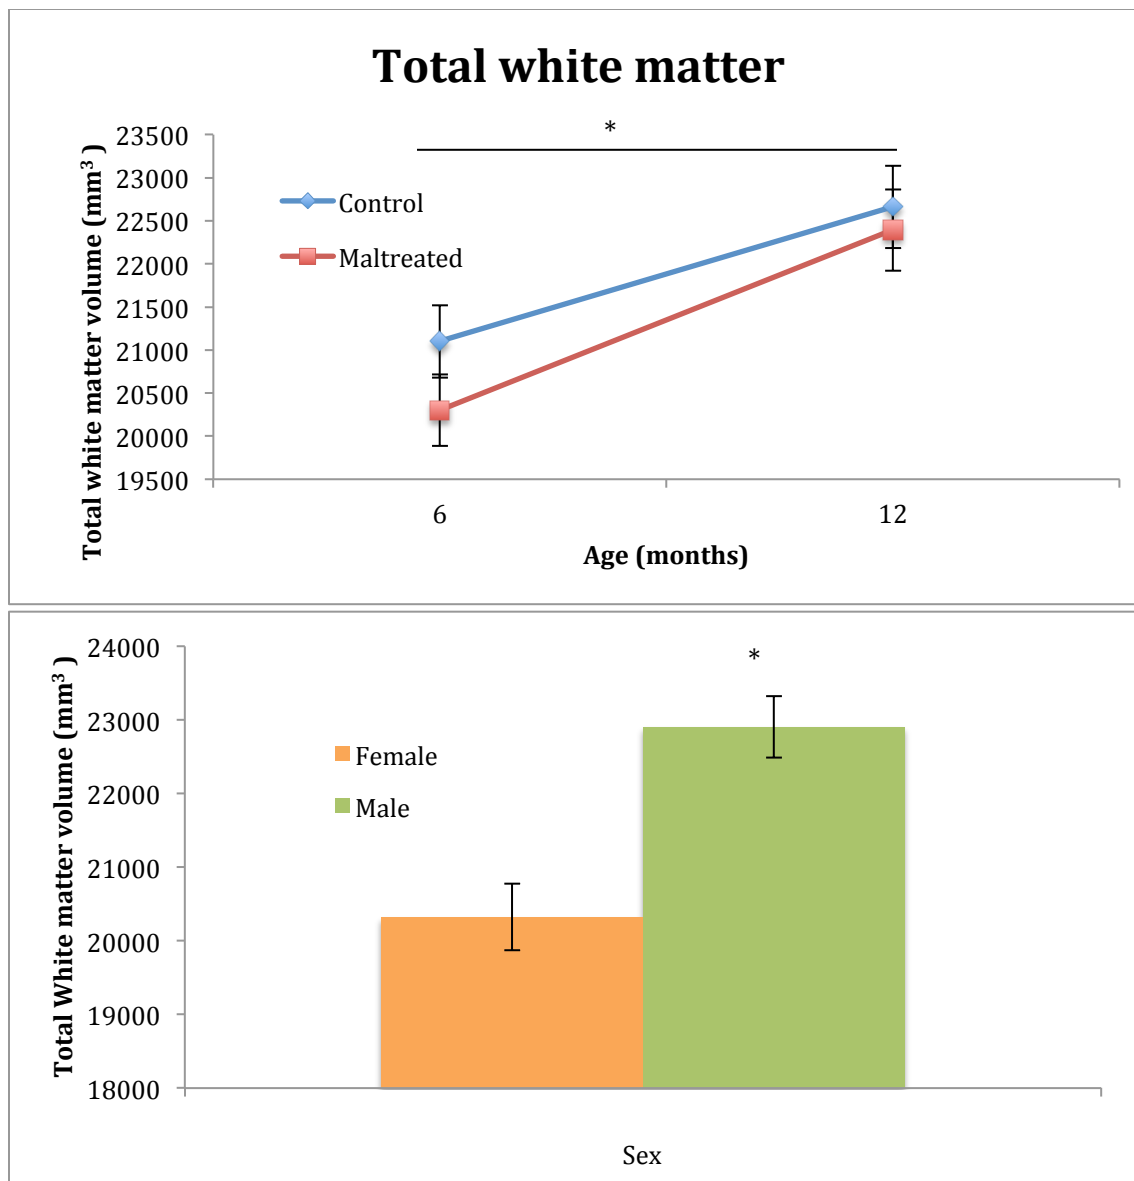 Total white matter
*
Total white matter volume (mm³ )
23500
23000
22500
22000
21500
21000
20500
20000
19500
Control
Maltreated
6
12
Age (months)
Total White matter volume (mm³ )
24000
23000
22000
21000
20000
19000
18000
*
Female
Male
Sex